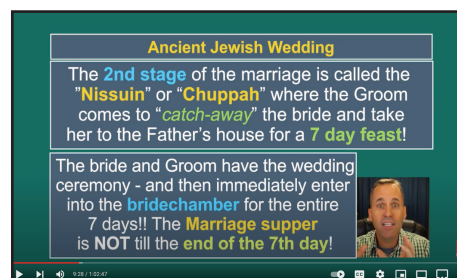 Ancient Jewish Wedding
The 2nd stage of the marriage is called the
"Nissuin" or “Chuppah” where the Groom
comes to “catch-away” the bride and take
her to the Father’s house for a 7 day feast!
The bride and Groom have the wedding
ceremony - and then immediately enter
into the bridechamber for the entire
7 days!! The Marriage supper
is NOT till the end of the 7th day!
9:28 / 1:02:47
CC